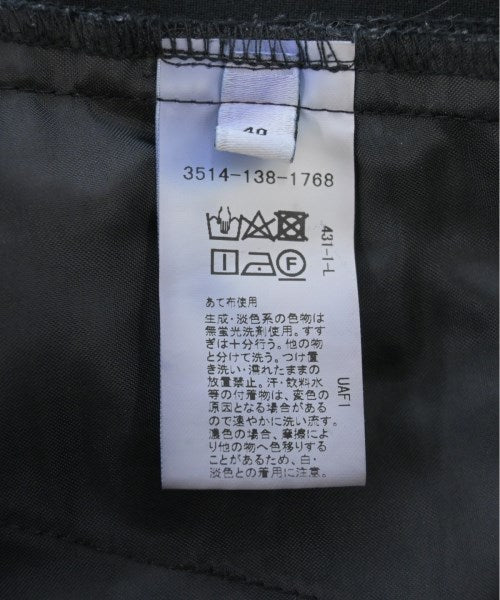 40
3514-138-1768
431-1-L
F
あて布使用
生成・淡色系の色物は
無蛍光洗剤使用。すす
ぎは十分行う。他の物
と分けて洗う。つけ置
き洗い・濡れたままの
放置禁止。汗・飲料水
等の付着物は、変色の
原因となる場合がある
ので速やかに洗い流す。
濃色の場合、摩擦によ
り他の物へ色移りする
ことがあるため、白・
淡色との着用に注意。
UAF1